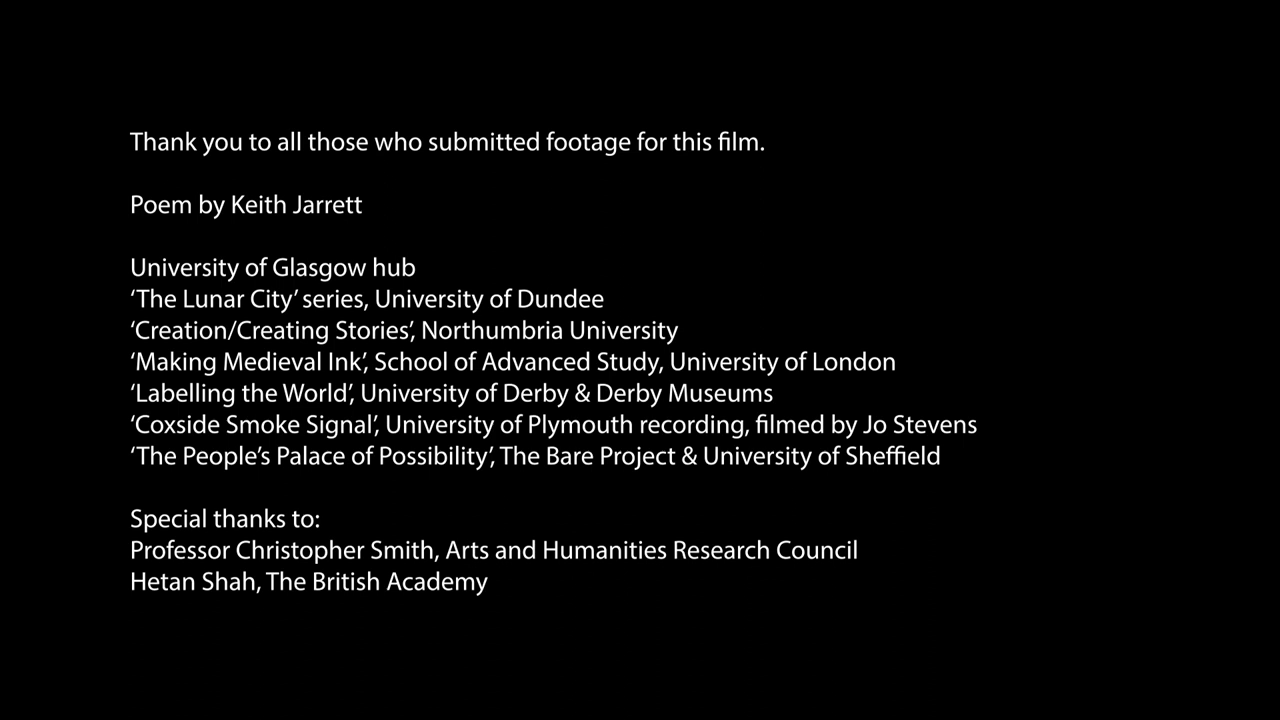 Thank you to all those who submitted footage for this film.
Poem by Keith Jarrett
University of Glasgow hub
‘The Lunar City’ series, University of Dundee
‘Creation/Creating Stories’, Northumbria University
‘Making Medieval Ink’, School of Advanced Study, University of London
‘Labelling the World’, University of Derby & Derby Museums
‘Coxside Smoke Signal’, University of Plymouth recording, filmed by Jo Stevens
‘The People’s Palace of Possibility’, The Bare Project & University of Sheffield
Special thanks to:
Professor Christopher Smith, Arts and Humanities Research Council
Hetan Shah, The British Academy